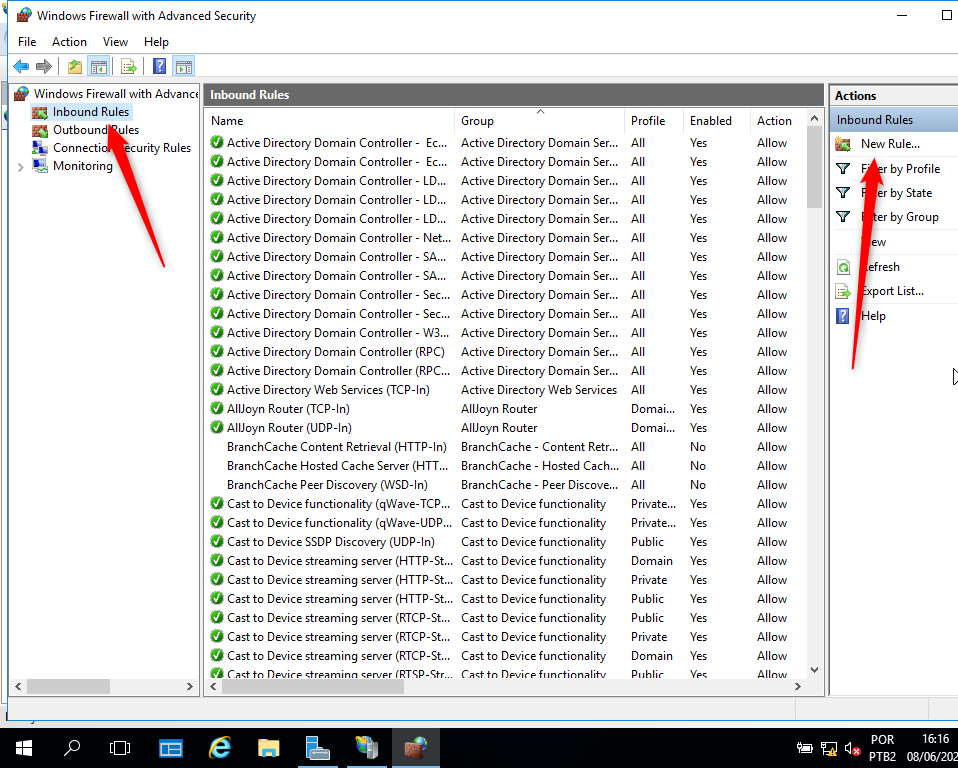 Windows Firewall with Advanced Security
File Action View Help
Windows Firewall with Advance
Inbound Rules
Outbound Rules
Connection Security Rules
Monitoring
Inbound Rules
Name Group Profile Enabled Action
Active Directory Domain Controller - Ec... Active Directory Domain Ser... All Yes Allow
Active Directory Domain Controller - Ec... Active Directory Domain Ser... All Yes Allow
Active Directory Domain Controller - LD... Active Directory Domain Ser... All Yes Allow
Active Directory Domain Controller - LD... Active Directory Domain Ser... All Yes Allow
Active Directory Domain Controller - LD... Active Directory Domain Ser... All Yes Allow
Active Directory Domain Controller - Net... Active Directory Domain Ser... All Yes Allow
Active Directory Domain Controller - SA... Active Directory Domain Ser... All Yes Allow
Active Directory Domain Controller - SA... Active Directory Domain Ser... All Yes Allow
Active Directory Domain Controller - Sec... Active Directory Domain Ser... All Yes Allow
Active Directory Domain Controller - Sec... Active Directory Domain Ser... All Yes Allow
Active Directory Domain Controller - W3... Active Directory Domain Ser... All Yes Allow
Active Directory Domain Controller (RPC) Active Directory Domain Ser... All Yes Allow
Active Directory Domain Controller (RPC... Active Directory Domain Ser... All Yes Allow
Active Directory Web Services (TCP-In) Active Directory Web Services All Yes Allow
AllJoyn Router (TCP-In) AllJoyn Router Domai... Yes Allow
AllJoyn Router (UDP-In) AllJoyn Router Domai... Yes Allow
BranchCache Content Retrieval (HTTP-In) BranchCache - Content Retr... All No Allow
BranchCache Hosted Cache Server (HTT... BranchCache - Hosted Cach... All No Allow
BranchCache Peer Discovery (WSD-In) BranchCache - Peer Discove... All No Allow
Cast to Device functionality (qWave-TCP... Cast to Device functionality Private... Yes Allow
Cast to Device functionality (qWave-UDP... Cast to Device functionality Private... Yes Allow
Cast to Device SSDP Discovery (UDP-In) Cast to Device functionality Public Yes Allow
Cast to Device streaming server (HTTP-St... Cast to Device functionality Domain Yes Allow
Cast to Device streaming server (HTTP-St... Cast to Device functionality Private Yes Allow
Cast to Device streaming server (HTTP-St... Cast to Device functionality Public Yes Allow
Cast to Device streaming server (RTCP-St... Cast to Device functionality Public Yes Allow
Cast to Device streaming server (RTCP-St... Cast to Device functionality Private Yes Allow
Cast to Device streaming server (RTCP-St... Cast to Device functionality Domain Yes Allow
Cast to Device streaming server (RTSP-Str... Cast to Device functionality Public Yes Allow
Actions
Inbound Rules
New Rule...
Filter by Profile
Filter by State
Filter by Group
View
Refresh
Export List...
Help
POR 16:16
PTB2 08/06/202